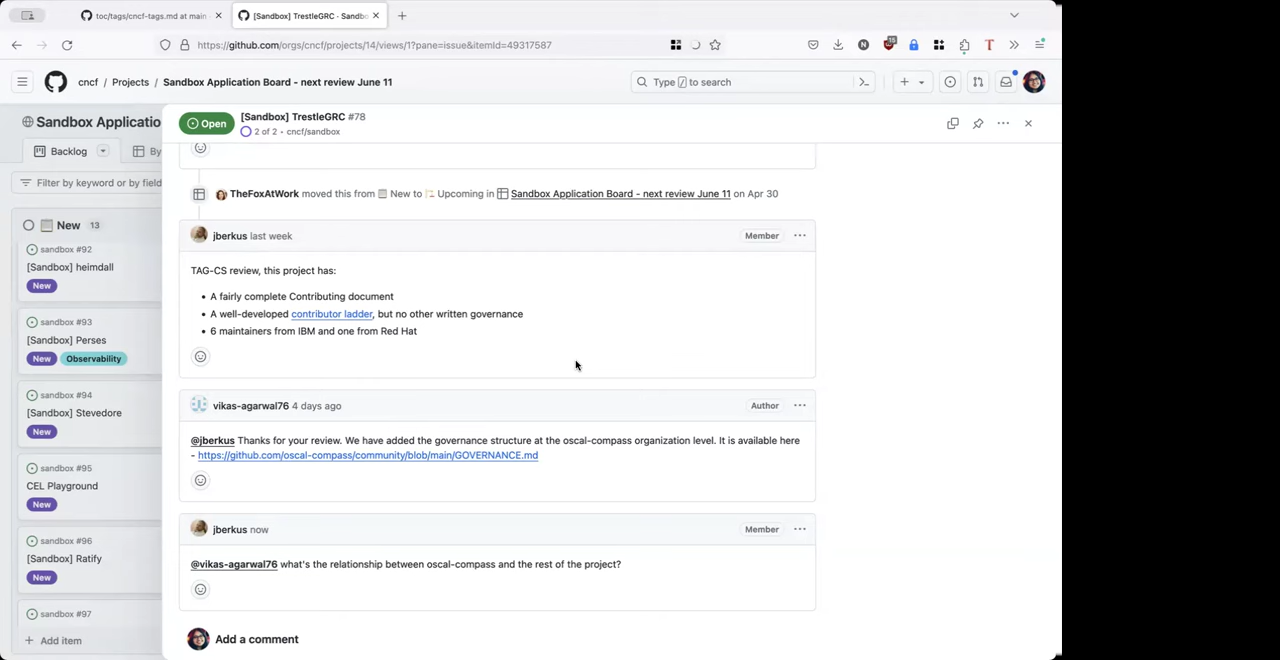 toc/tags/cncf-tags.md at main
[Sandbox] TrestleGRC · Sandbo
https://github.com/orgs/cncf/projects/14/views/1?pane=issue&itemId=49317587
15
cncf / Projects / Sandbox Application Board - next review June 11
Type / to search
Sandbox Applicatio
Open
[Sandbox] TrestleGRC #78
2 of 2 • cncf/sandbox
Backlog
By
Filter by keyword or by field
TheFoxAtWork moved this from New to Upcoming in Sandbox Application Board - next review June 11 on Apr 30
New 13
sandbox #92
[Sandbox] heimdall
New
sandbox #93
[Sandbox] Perses
New Observability
sandbox #94
[Sandbox] Stevedore
New
sandbox #95
CEL Playground
New
sandbox #96
[Sandbox] Ratify
New
sandbox #97
+ Add item
jberkus last week
Member
TAG-CS review, this project has:
• A fairly complete Contributing document
• A well-developed contributor ladder, but no other written governance
• 6 maintainers from IBM and one from Red Hat
vikas-agarwal76 4 days ago
Author
@jberkus Thanks for your review. We have added the governance structure at the oscal-compass organization level. It is available here
- https://github.com/oscal-compass/community/blob/main/GOVERNANCE.md
jberkus now
Member
@vikas-agarwal76 what's the relationship between oscal-compass and the rest of the project?
Add a comment